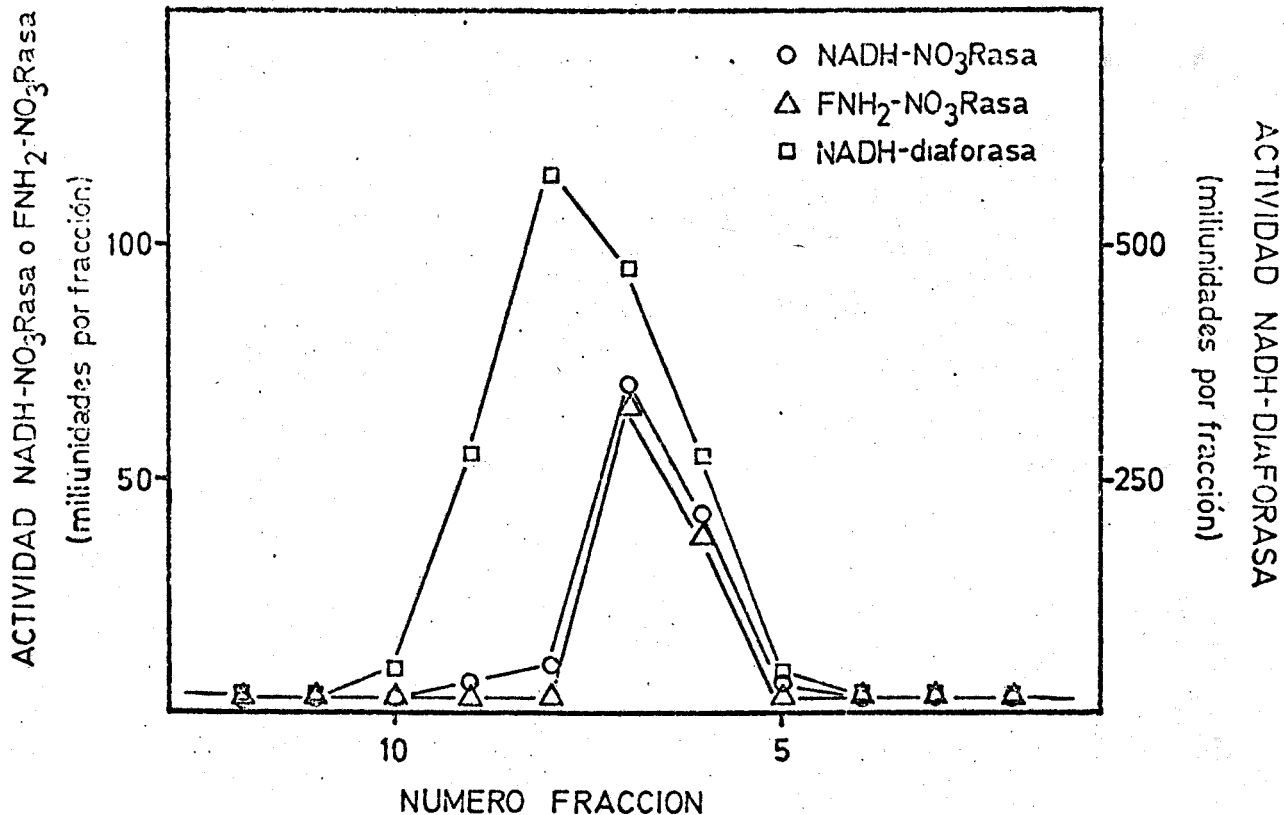 ACTIVIDAD NADH-NO3Rasa o FNH2-NO3Rasa
(miliunidades por fracción)
100
50
NADH-NO3Rasa
FNH2-NO3Rasa
NADH-diaforasa
500
250
ACTIVIDAD NADH-DIAFORASA
(miliunidades por fracción)
10
5
NUMERO FRACCION